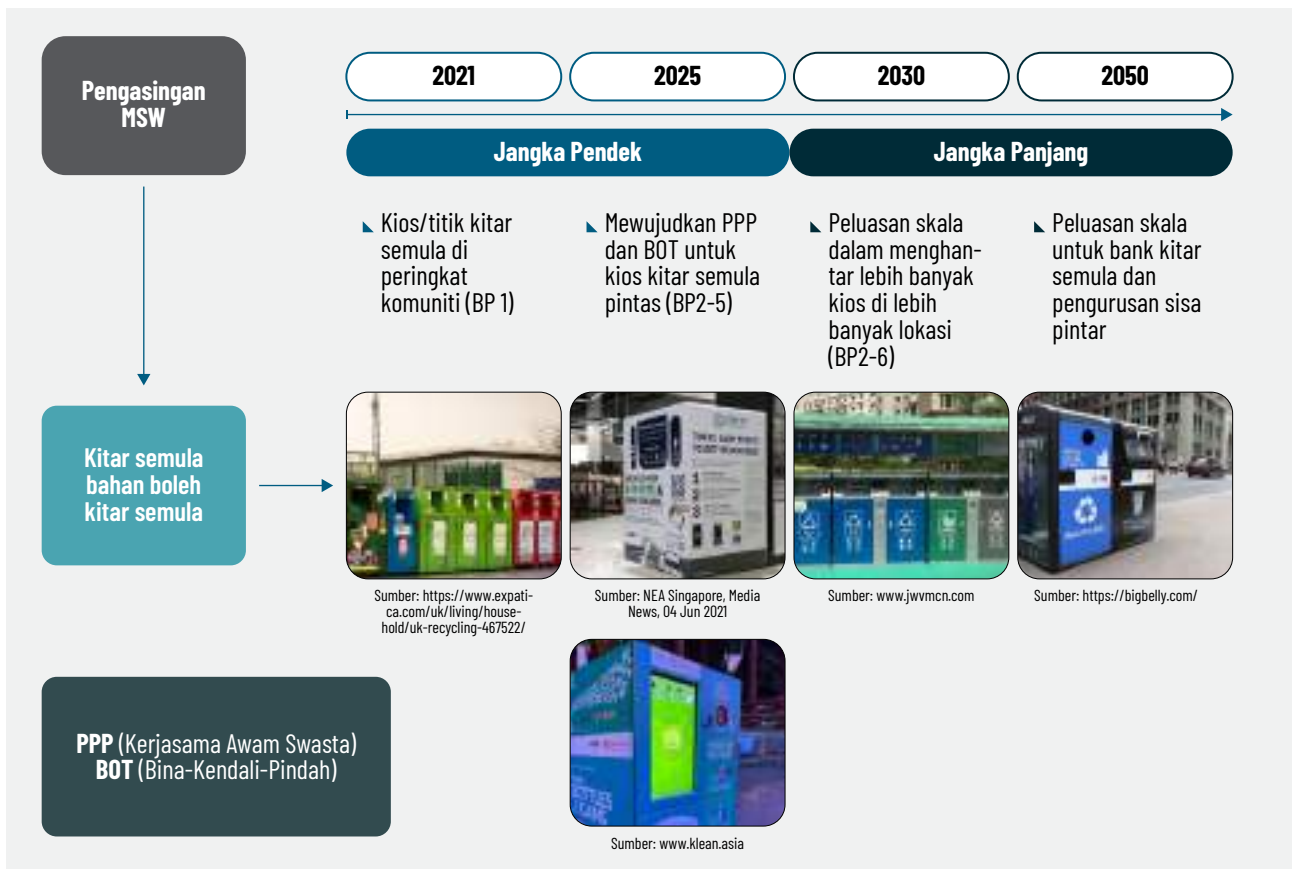 Pengasingan
MSW
2021
2025
2030
2050
Jangka Pendek
Jangka Panjang
Kios/titik kitar
semula di
peringkat
komuniti (BP 1)
Mewujudkan PPP
dan BOT untuk
kios kitar semula
pintas (BP2-5)
Peluasan skala
dalam menghan-
tar lebih banyak
kios di lebih
banyak lokasi
(BP2-6)
Peluasan skala
untuk bank kitar
semula dan
pengurusan sisa
pintar
Kitar semula
bahan boleh
kitar semula
Sumber: https://www.expati-
ca.com/uk/living/house-
hold/uk-recycling-467522/
Sumber: NEA Singapore, Media
News, 04 Jun 2021
Sumber: www.jwvmcn.com
Sumber: https://bigbelly.com/
PPP (Kerjasama Awam Swasta)
BOT (Bina-Kendali-Pindah)
Sumber: www.klean.asia